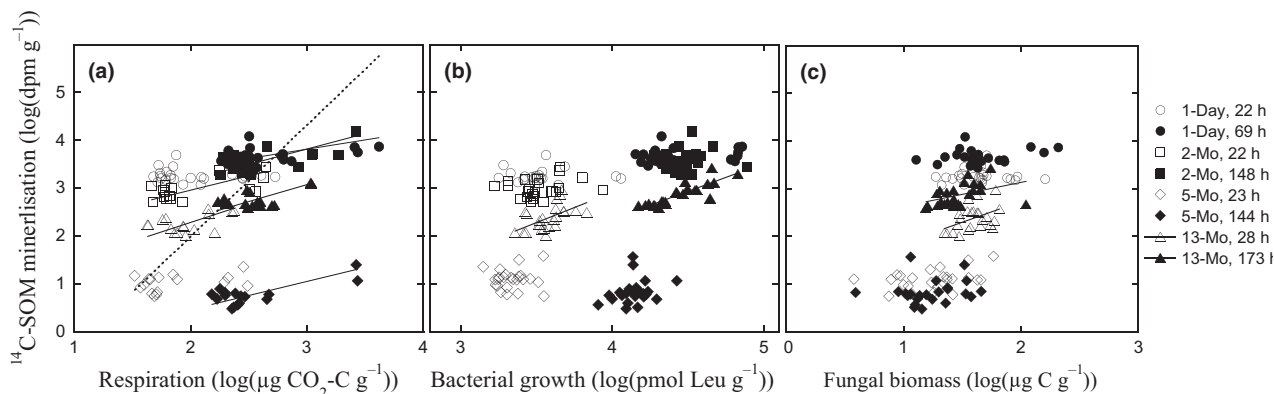 (a)
(b)
(c)
¹⁴C-SOM minerlisation (log(dpm g⁻¹))
5
4
3
2
1
0
1 2 3 4
3 4 5
0 1 2 3
Respiration (log(µg CO₂-C g⁻¹))
Bacterial growth (log(pmol Leu g⁻¹))
Fungal biomass (log(µg C g⁻¹))
1-Day, 22 h
1-Day, 69 h
2-Mo, 22 h
2-Mo, 148 h
5-Mo, 23 h
5-Mo, 144 h
13-Mo, 28 h
13-Mo, 173 h